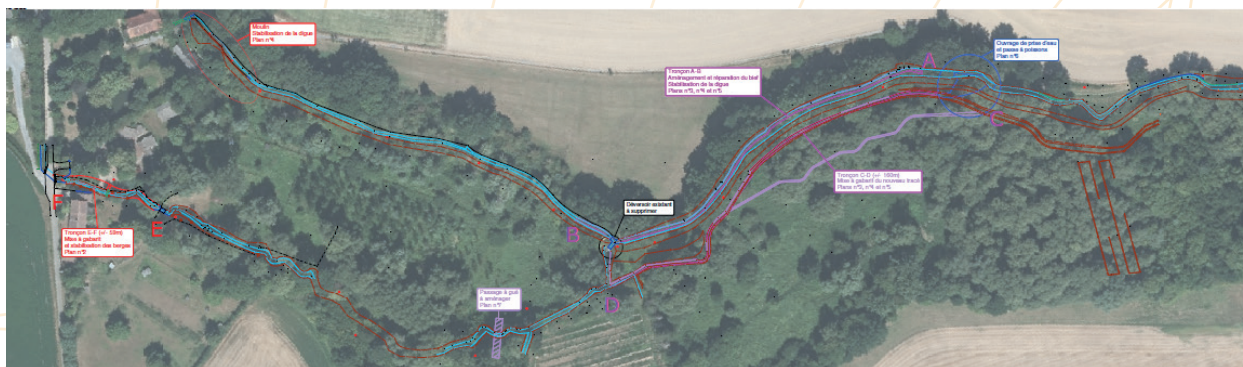 Moulin
Stabilisation de la digue
Plan n°4
Tronçon A-B
Aménagement et réparation du bief
Stabilisation de la digue
Plans n°3, n°4 et n°5
A
Ouvrage de prise d'eau
et passe à poissons
Plan n°6
C
Tronçon C-D (+/- 160m)
Mise à gabarit du nouveau tracé
Plans n°3, n°4 et n°5
Déversoir existant
à supprimer
B
D
F
E
Tronçon E-F (+/- 50m)
Mise à gabarit
et stabilisation des berges
Plan n°2
Passage à gué
à aménager
Plan n°7